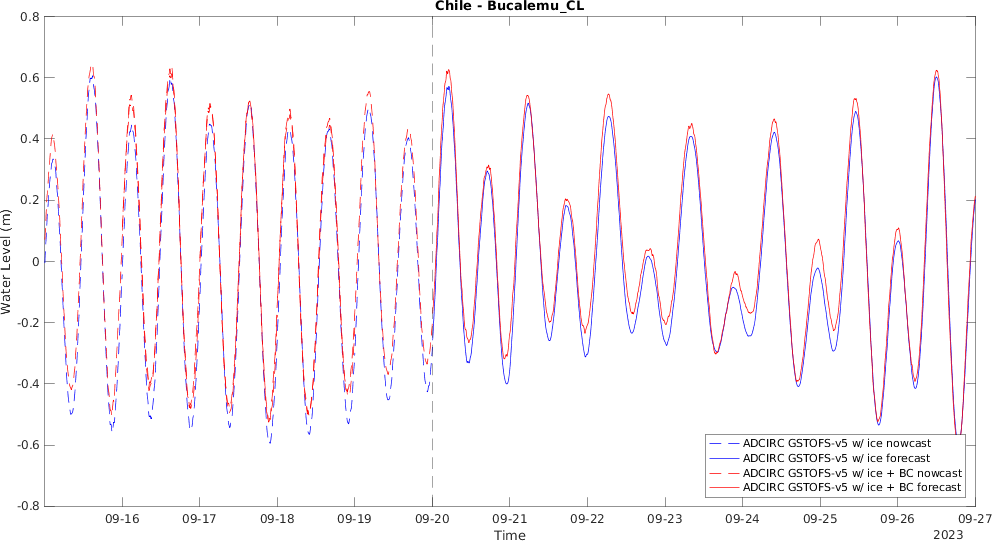 Chile - Bucalemu_CL
0.8
0.6
0.4
0.2
0
-0.2
-0.4
-0.6
-0.8
Water Level (m)
09-16 09-17 09-18 09-19 09-20 09-21 09-22 09-23 09-24 09-25 09-26 09-27
Time
2023
ADCIRC GSTOFS-v5 w/ ice nowcast
ADCIRC GSTOFS-v5 w/ ice forecast
ADCIRC GSTOFS-v5 w/ ice + BC nowcast
ADCIRC GSTOFS-v5 w/ ice + BC forecast